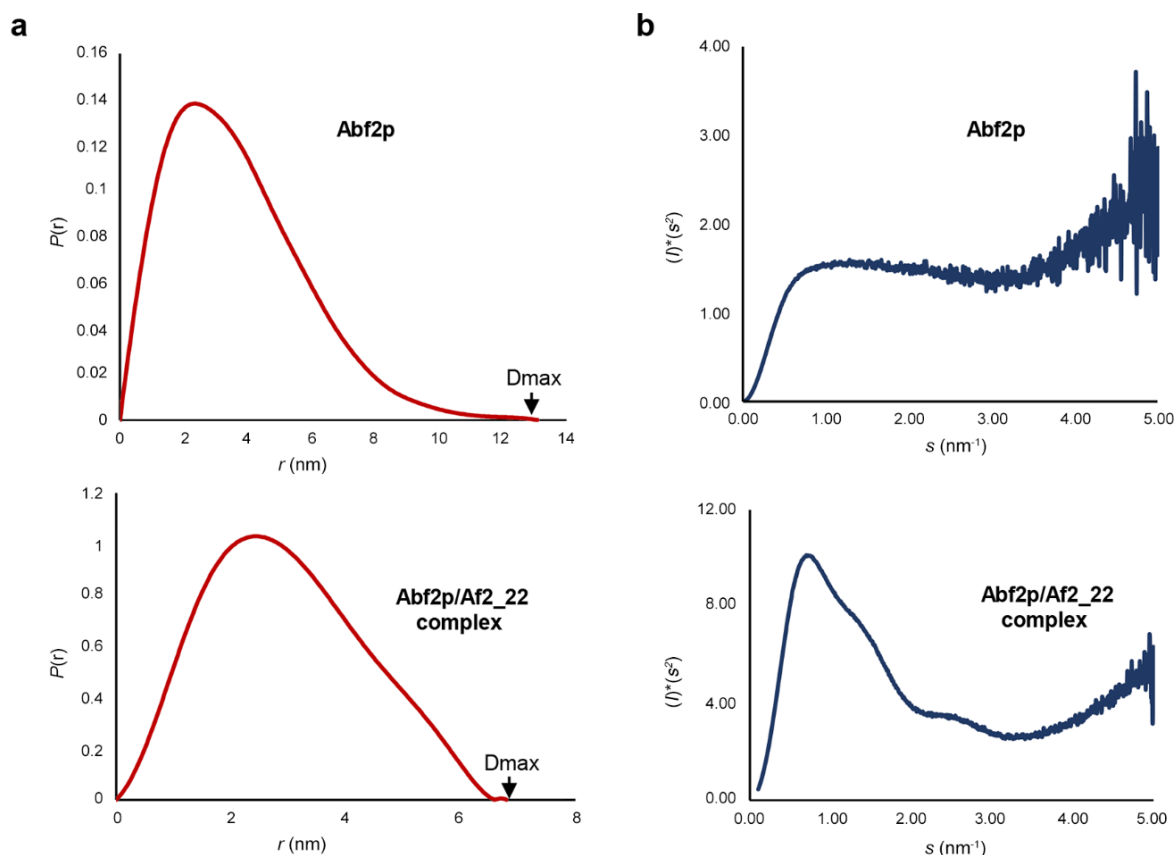 a
0.16
0.14
0.12
0.1
0.08
0.06
0.04
0.02
0
P(r)
Abf2p
Dmax
0 2 4 6 8 10 12 14
r (nm)
b
4.00
3.00
2.00
1.00
0.00
(I)*(s²)
Abf2p
0.00 1.00 2.00 3.00 4.00 5.00
s (nm⁻¹)
1.2
1
0.8
0.6
0.4
0.2
0
P(r)
Abf2p/Af2_22
complex
Dmax
0 2 4 6 8
r (nm)
12.00
8.00
4.00
0.00
(I)*(s²)
Abf2p/Af2_22
complex
0.00 1.00 2.00 3.00 4.00 5.00
s (nm⁻¹)